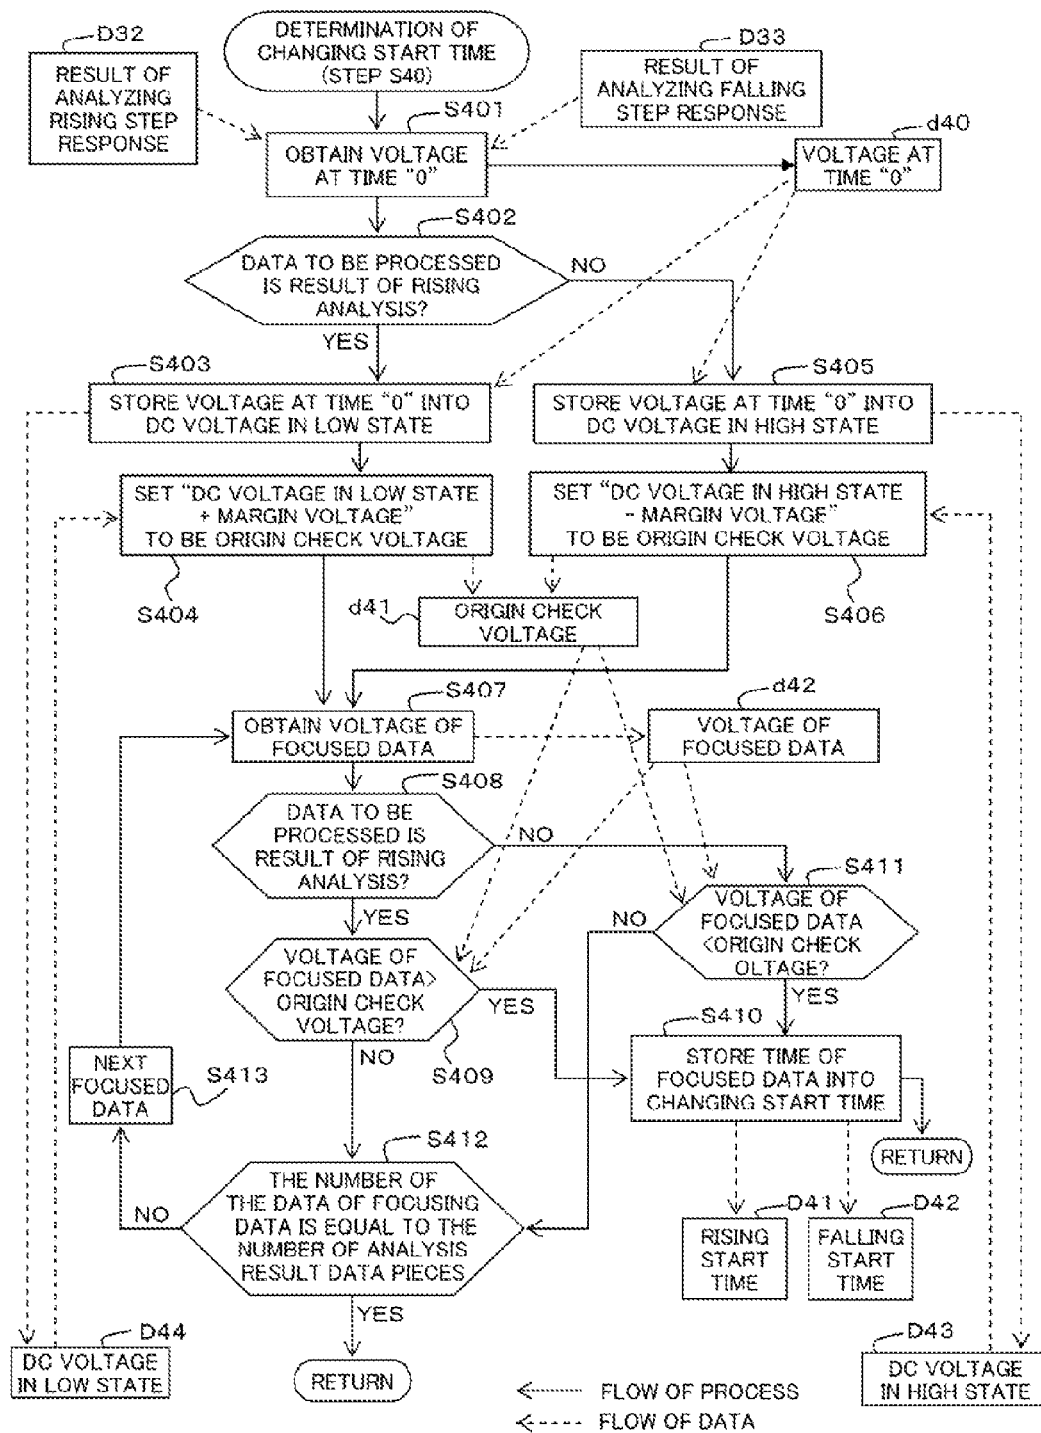 D32
DETERMINATION OF
CHANGING START TIME
(STEP S40)
D33
RESULT OF
ANALYZING
RISING STEP
RESPONSE
RESULT OF
ANALYZING FALLING
STEP RESPONSE
S401
d40
OBTAIN VOLTAGE
AT TIME "0"
VOLTAGE AT
TIME "0"
S402
DATA TO BE PROCESSED
IS RESULT OF RISING
ANALYSIS?
NO
YES
S403
S405
STORE VOLTAGE AT TIME "0" INTO
DC VOLTAGE IN LOW STATE
STORE VOLTAGE AT TIME "0" INTO
DC VOLTAGE IN HIGH STATE
SET "DC VOLTAGE IN LOW STATE
+ MARGIN VOLTAGE"
TO BE ORIGIN CHECK VOLTAGE
SET "DC VOLTAGE IN HIGH STATE
- MARGIN VOLTAGE"
TO BE ORIGIN CHECK VOLTAGE
S404
d41
ORIGIN CHECK
VOLTAGE
S406
S407
d42
OBTAIN VOLTAGE OF
FOCUSED DATA
VOLTAGE OF
FOCUSED DATA
S408
DATA TO BE
PROCESSED IS
RESULT OF RISING
ANALYSIS?
NO
YES
S411
VOLTAGE OF
FOCUSED DATA
<ORIGIN CHECK
OLTAGE?
NO
YES
VOLTAGE OF
FOCUSED DATA>
ORIGIN CHECK
VOLTAGE?
YES
NO
S409
S410
STORE TIME OF
FOCUSED DATA INTO
CHANGING START TIME
NEXT
FOCUSED
DATA
S413
RETURN
S412
THE NUMBER OF
THE DATA OF FOCUSING
DATA IS EQUAL TO THE
NUMBER OF ANALYSIS
RESULT DATA PIECES
NO
YES
D41
D42
RISING
START
TIME
FALLING
START
TIME
D44
DC VOLTAGE
IN LOW STATE
RETURN
D43
DC VOLTAGE
IN HIGH STATE
FLOW OF PROCESS
FLOW OF DATA